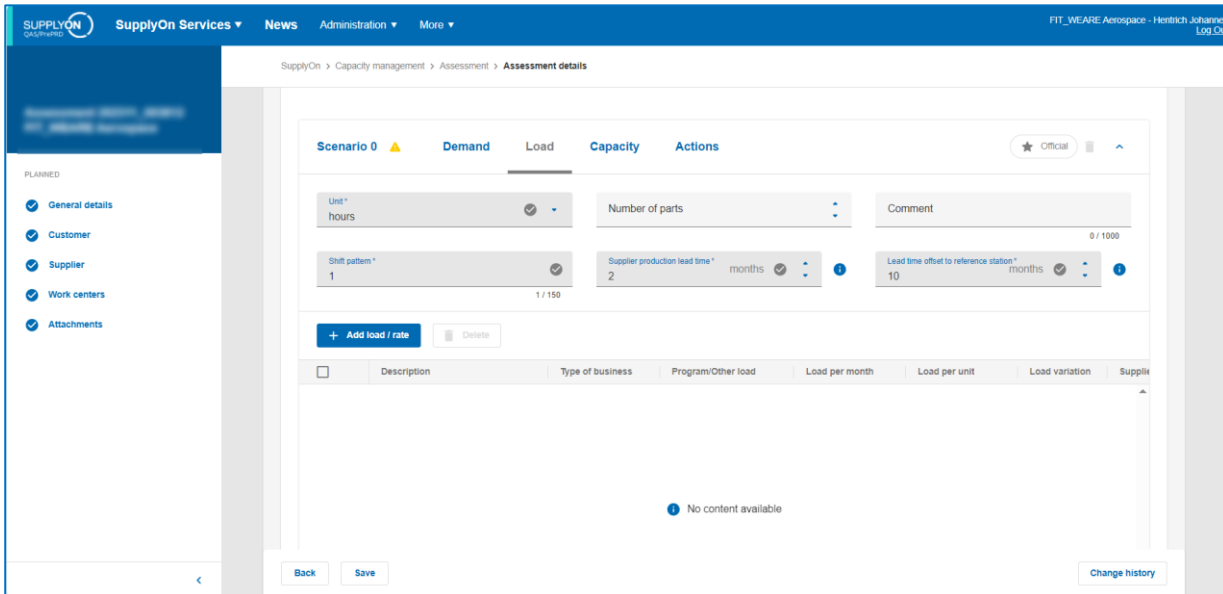 SUPPLYON
QAS/PrePRD
SupplyOn Services ▾ News Administration ▾ More ▾
FIT_WEARE Aerospace - Hentrich Johanne
Log Ou
SupplyOn > Capacity management > Assessment > Assessment details
PLANNED
General details
Customer
Supplier
Work centers
Attachments
Scenario 0 Demand Load Capacity Actions Official
Unit *
hours
Number of parts
Comment
0 / 1000
Shift pattern *
1
1 / 150
Supplier production lead time *
2 months
Lead time offset to reference station *
10 months
+ Add load / rate Delete
Description Type of business Program/Other load Load per month Load per unit Load variation Supplie
No content available
Back Save Change history